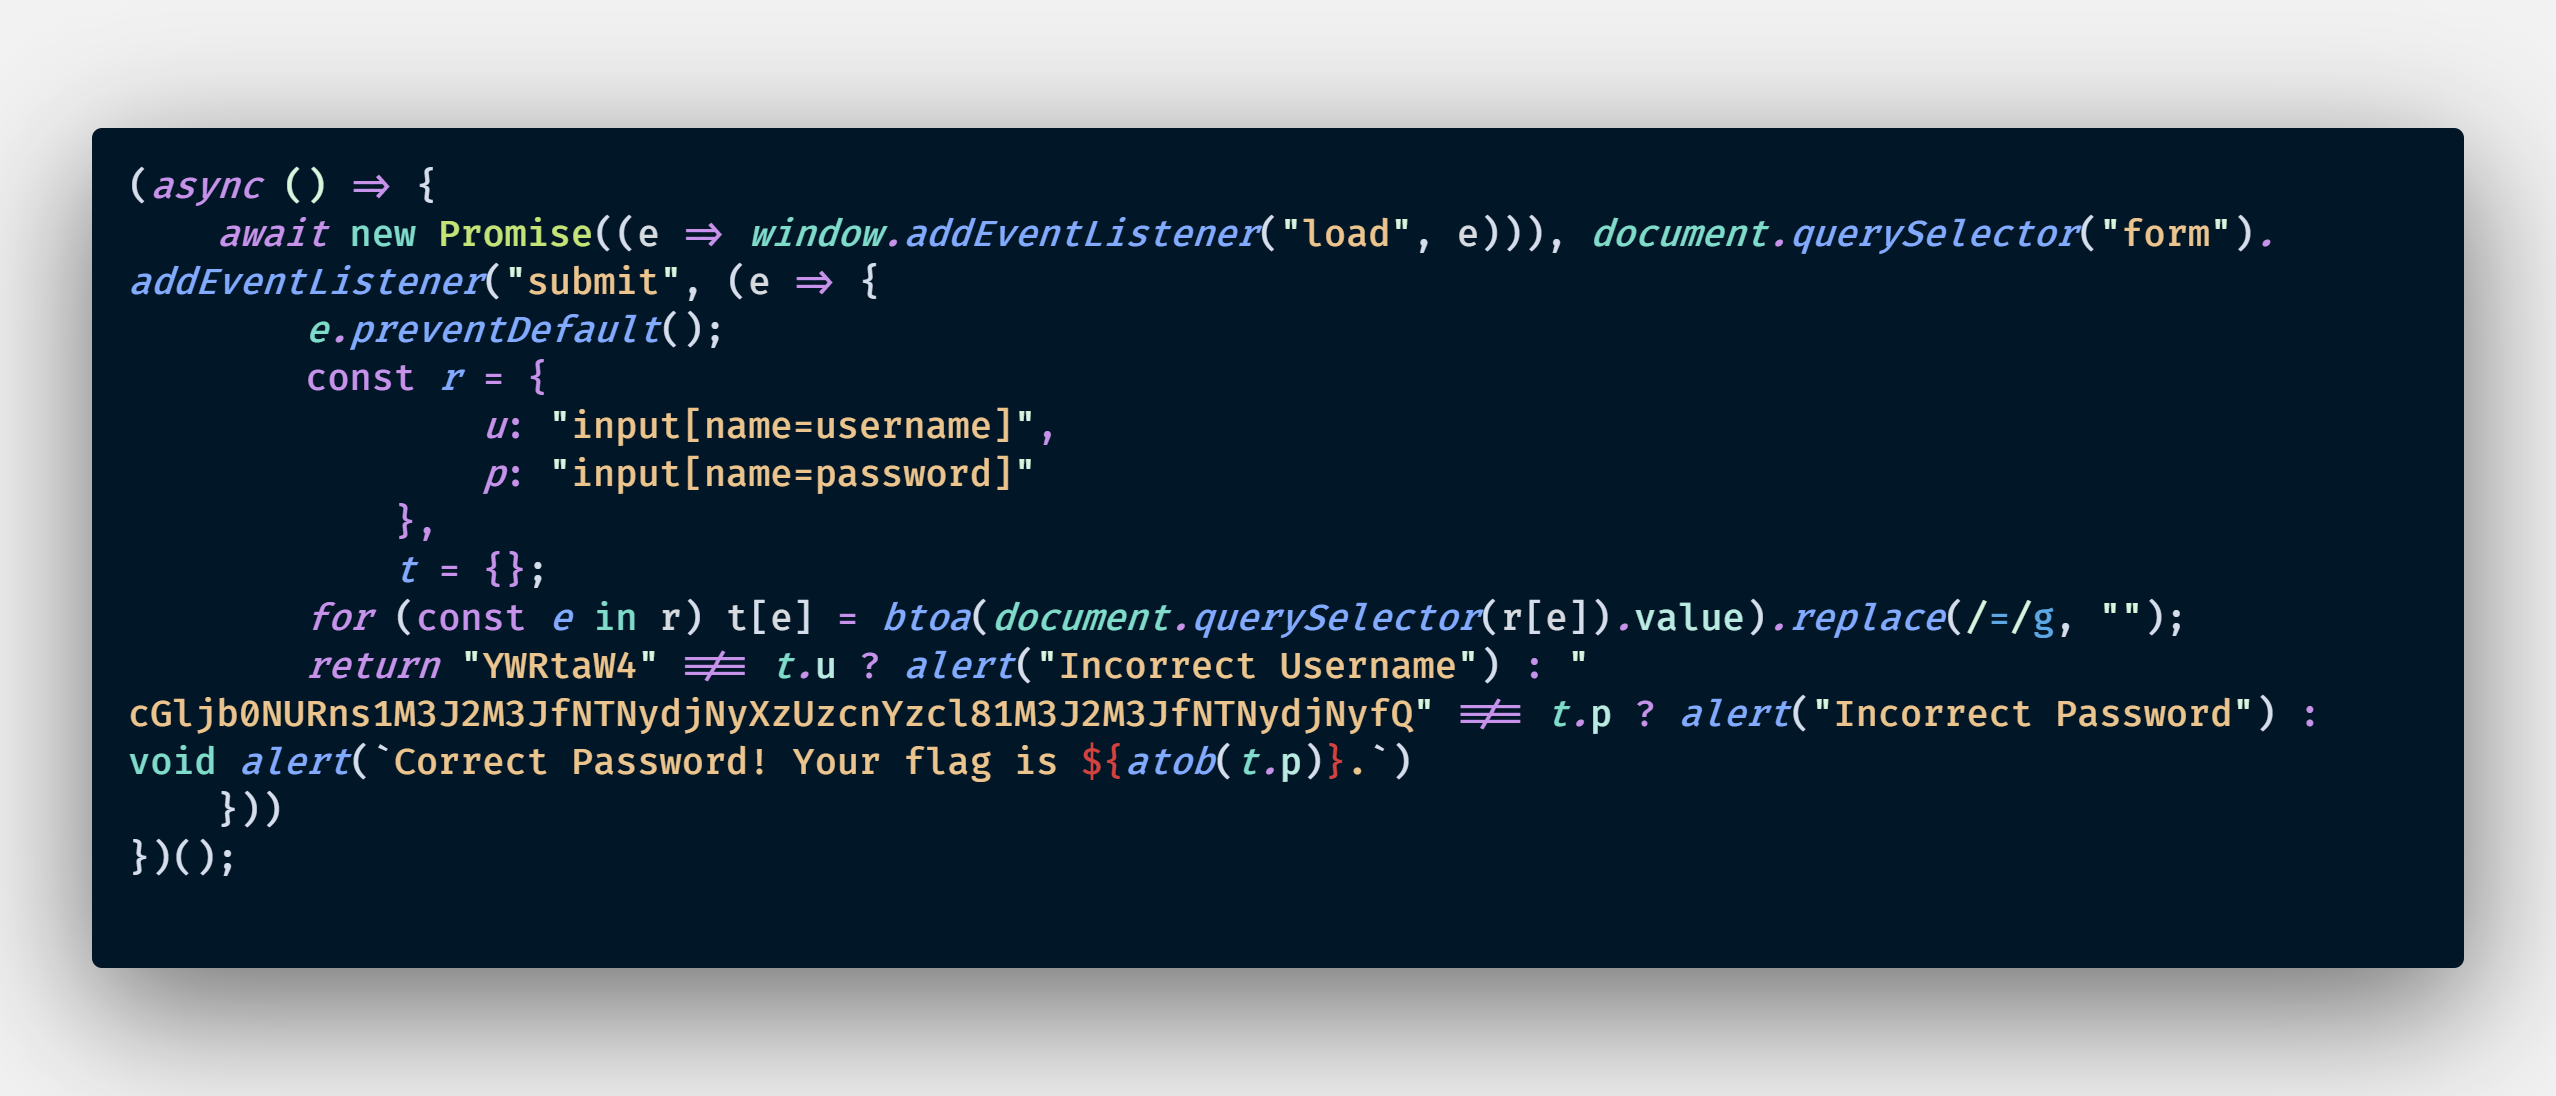 (async () => {
    await new Promise((e => window.addEventListener("load", e))), document.querySelector("form").
addEventListener("submit", (e => {
        e.preventDefault();
        const r = {
                u: "input[name=username]",
                p: "input[name=password]"
            },
            t = {};
        for (const e in r) t[e] = btoa(document.querySelector(r[e]).value).replace(/=/g, "");
        return "YWRtaW4" !== t.u ? alert("Incorrect Username") : "
cGljb0NURns1M3J2M3JfNTNydjNyXzUzcnYzcl81M3J2M3JfNTNydjNyfQ" !== t.p ? alert("Incorrect Password") :
void alert(`Correct Password! Your flag is ${atob(t.p)}.`)
    }))
})();